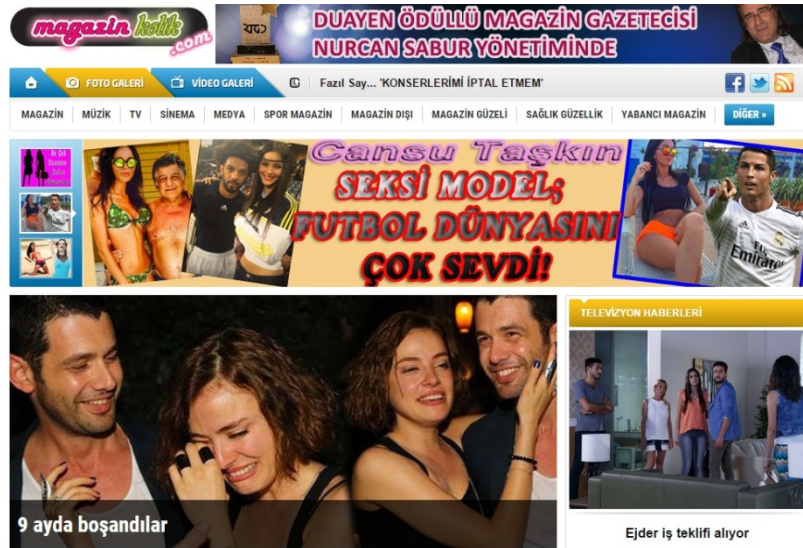 magazin kolik
.com
DUAYEN ÖDÜLLÜ MAGAZİN GAZETECİSİ
NURCAN SABUR YÖNETİMİNDE
FOTO GALERİ
VİDEO GALERİ
Fazıl Say... 'KONSERLERİMİ İPTAL ETMEM'
MAGAZİN
MÜZİK
TV
SİNEMA
MEDYA
SPOR MAGAZİN
MAGAZİN DIŞI
MAGAZİN GÜZELİ
SAĞLIK GÜZELLİK
YABANCI MAGAZİN
DİĞER »
Cansu Taşkın
SEKSİ MODEL;
FUTBOL DÜNYASINI
ÇOK SEVDİ!
Fly
Emirates
9 ayda boşandılar
TELEVİZYON HABERLERİ
Ejder iş teklifi alıyor